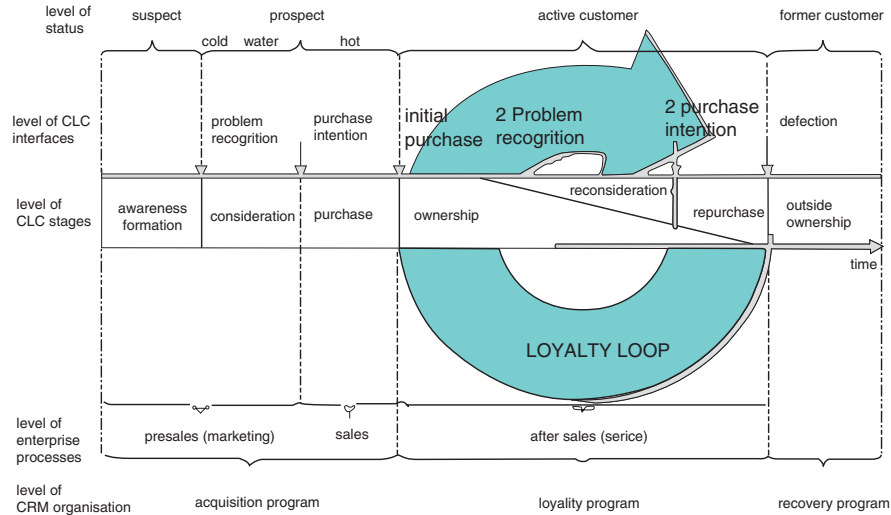 level of status
suspect
prospect
active customer
former customer
cold water hot
level of CLC interfaces
problem recogrition
purchase intention
initial purchase
2 Problem recogrition
2 purchase intention
defection
level of CLC stages
awareness formation
consideration
purchase
ownership
reconsideration
repurchase
outside ownership
time
LOYALTY LOOP
level of enterprise processes
presales (marketing)
sales
after sales (serice)
level of CRM organisation
acquisition program
loyality program
recovery program